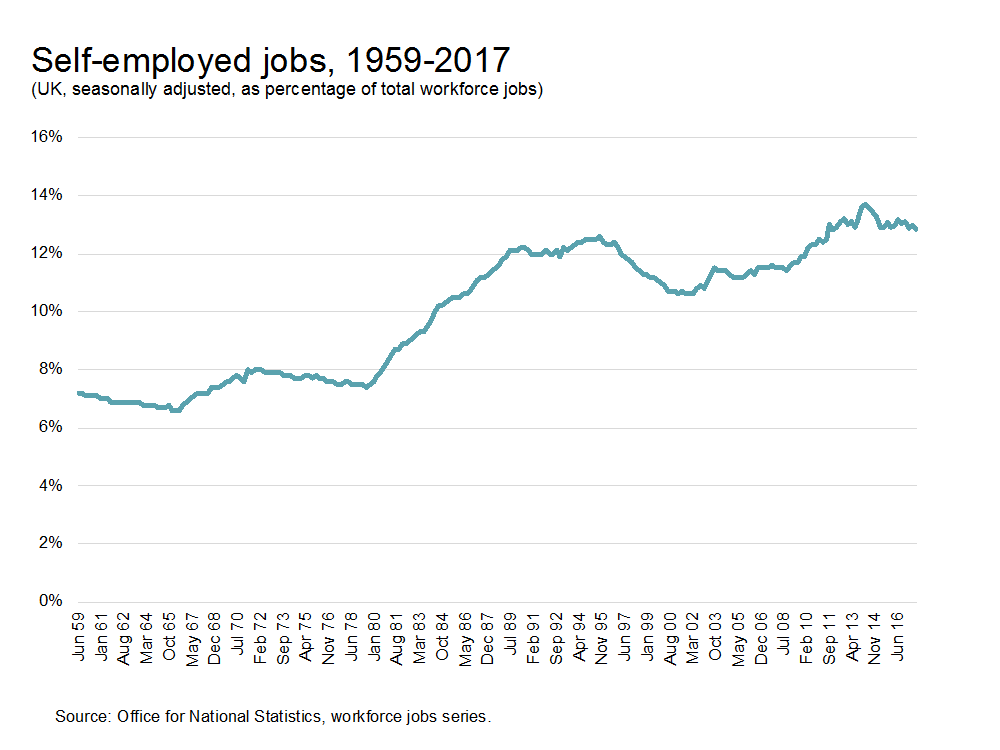 Self-employed jobs, 1959-2017
(UK, seasonally adjusted, as percentage of total workforce jobs)
16%
14%
12%
10%
8%
6%
4%
2%
0%
Jun 59
Jan 61
Aug 62
Mar 64
Oct 65
May 67
Dec 68
Jul 70
Feb 72
Sep 73
Apr 75
Nov 76
Jun 78
Jan 80
Aug 81
Mar 83
Oct 84
May 86
Dec 87
Jul 89
Feb 91
Sep 92
Apr 94
Nov 95
Jun 97
Jan 99
Aug 00
Mar 02
Oct 03
May 05
Dec 06
Jul 08
Feb 10
Sep 11
Apr 13
Nov 14
Jun 16
Source: Office for National Statistics, workforce jobs series.